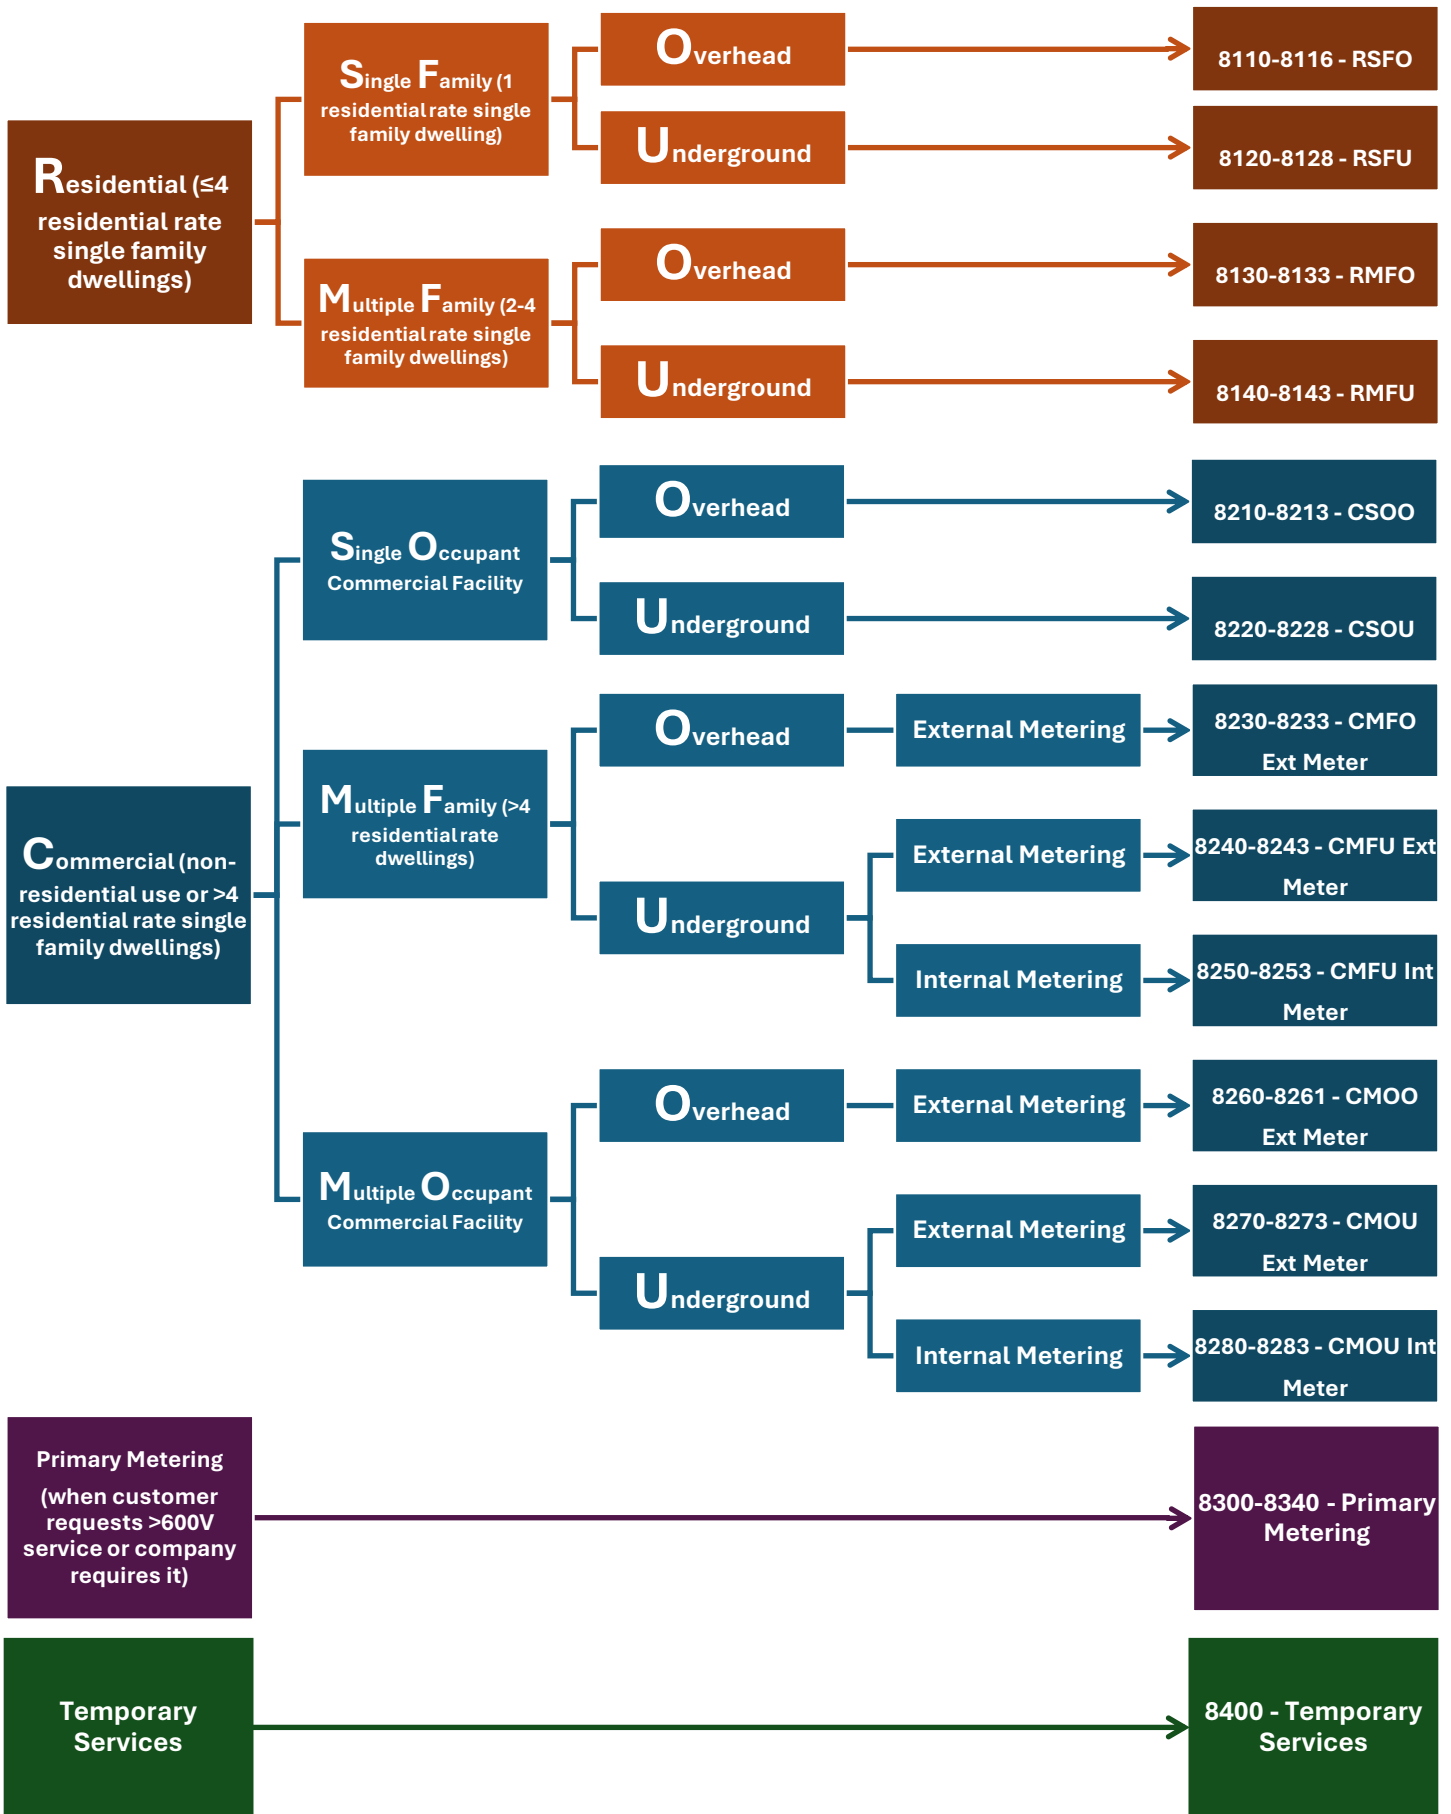 Residential (≤4
residential rate
single family
dwellings)
Single Family (1
residential rate single
family dwelling)
Overhead
8110-8116 - RSFO
Underground
8120-8128 - RSFU
Multiple Family (2-4
residential rate single
family dwellings)
Overhead
8130-8133 - RMFO
Underground
8140-8143 - RMFU
Commercial (non-
residential use or >4
residential rate single
family dwellings)
Single Occupant
Commercial Facility
Overhead
8210-8213 - CSOO
Underground
8220-8228 - CSOU
Multiple Family (>4
residential rate
dwellings)
Overhead
External Metering
8230-8233 - CMFO
Ext Meter
Underground
External Metering
8240-8243 - CMFU Ext
Meter
Internal Metering
8250-8253 - CMFU Int
Meter
Multiple Occupant
Commercial Facility
Overhead
External Metering
8260-8261 - CMOO
Ext Meter
Underground
External Metering
8270-8273 - CMOU
Ext Meter
Internal Metering
8280-8283 - CMOU Int
Meter
Primary Metering
(when customer
requests >600V
service or company
requires it)
8300-8340 - Primary
Metering
Temporary
Services
8400 - Temporary
Services